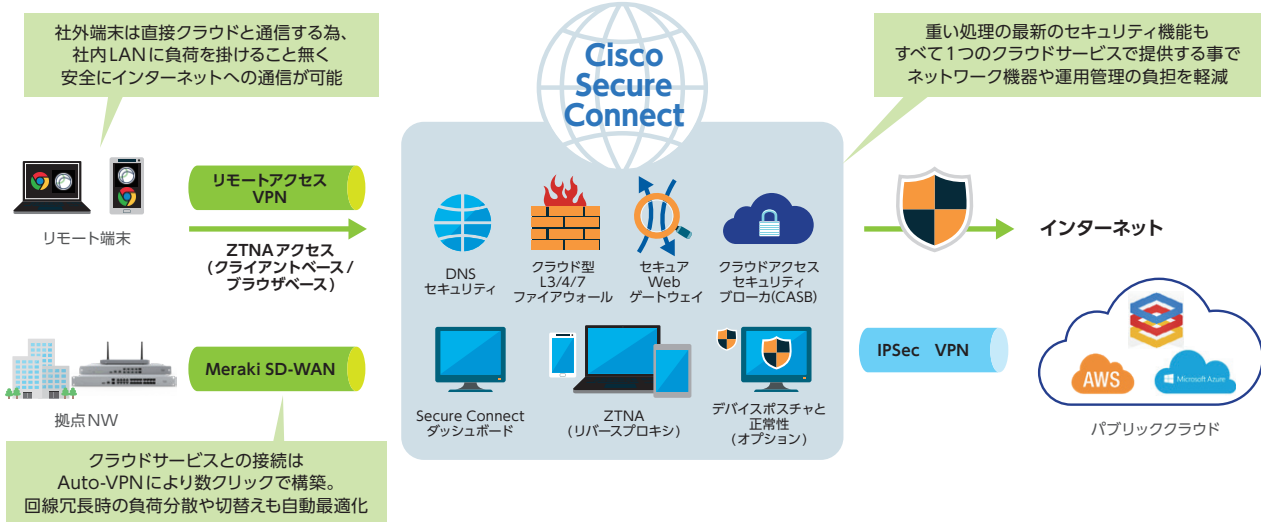 社外端末は直接クラウドと通信する為、
社内LANに負荷を掛けること無く
安全にインターネットへの通信が可能
Cisco
Secure
Connect
重い処理の最新のセキュリティ機能も
すべて1つのクラウドサービスで提供する事で
ネットワーク機器や運用管理の負担を軽減
リモート端末
リモートアクセス
VPN
ZTNAアクセス
(クライアントベース/
ブラウザベース)
DNS
セキュリティ
クラウド型
L3/4/7
ファイアウォール
セキュア
Web
ゲートウェイ
クラウドアクセス
セキュリティ
ブローカ(CASB)
インターネット
拠点NW
Meraki SD-WAN
Secure Connect
ダッシュボード
ZTNA
(リバースプロキシ)
デバイスポスチャと
正常性
(オプション)
IPSec VPN
AWS
Microsoft Azure
パブリッククラウド
クラウドサービスとの接続は
Auto-VPNにより数クリックで構築。
回線冗長時の負荷分散や切替えも自動最適化